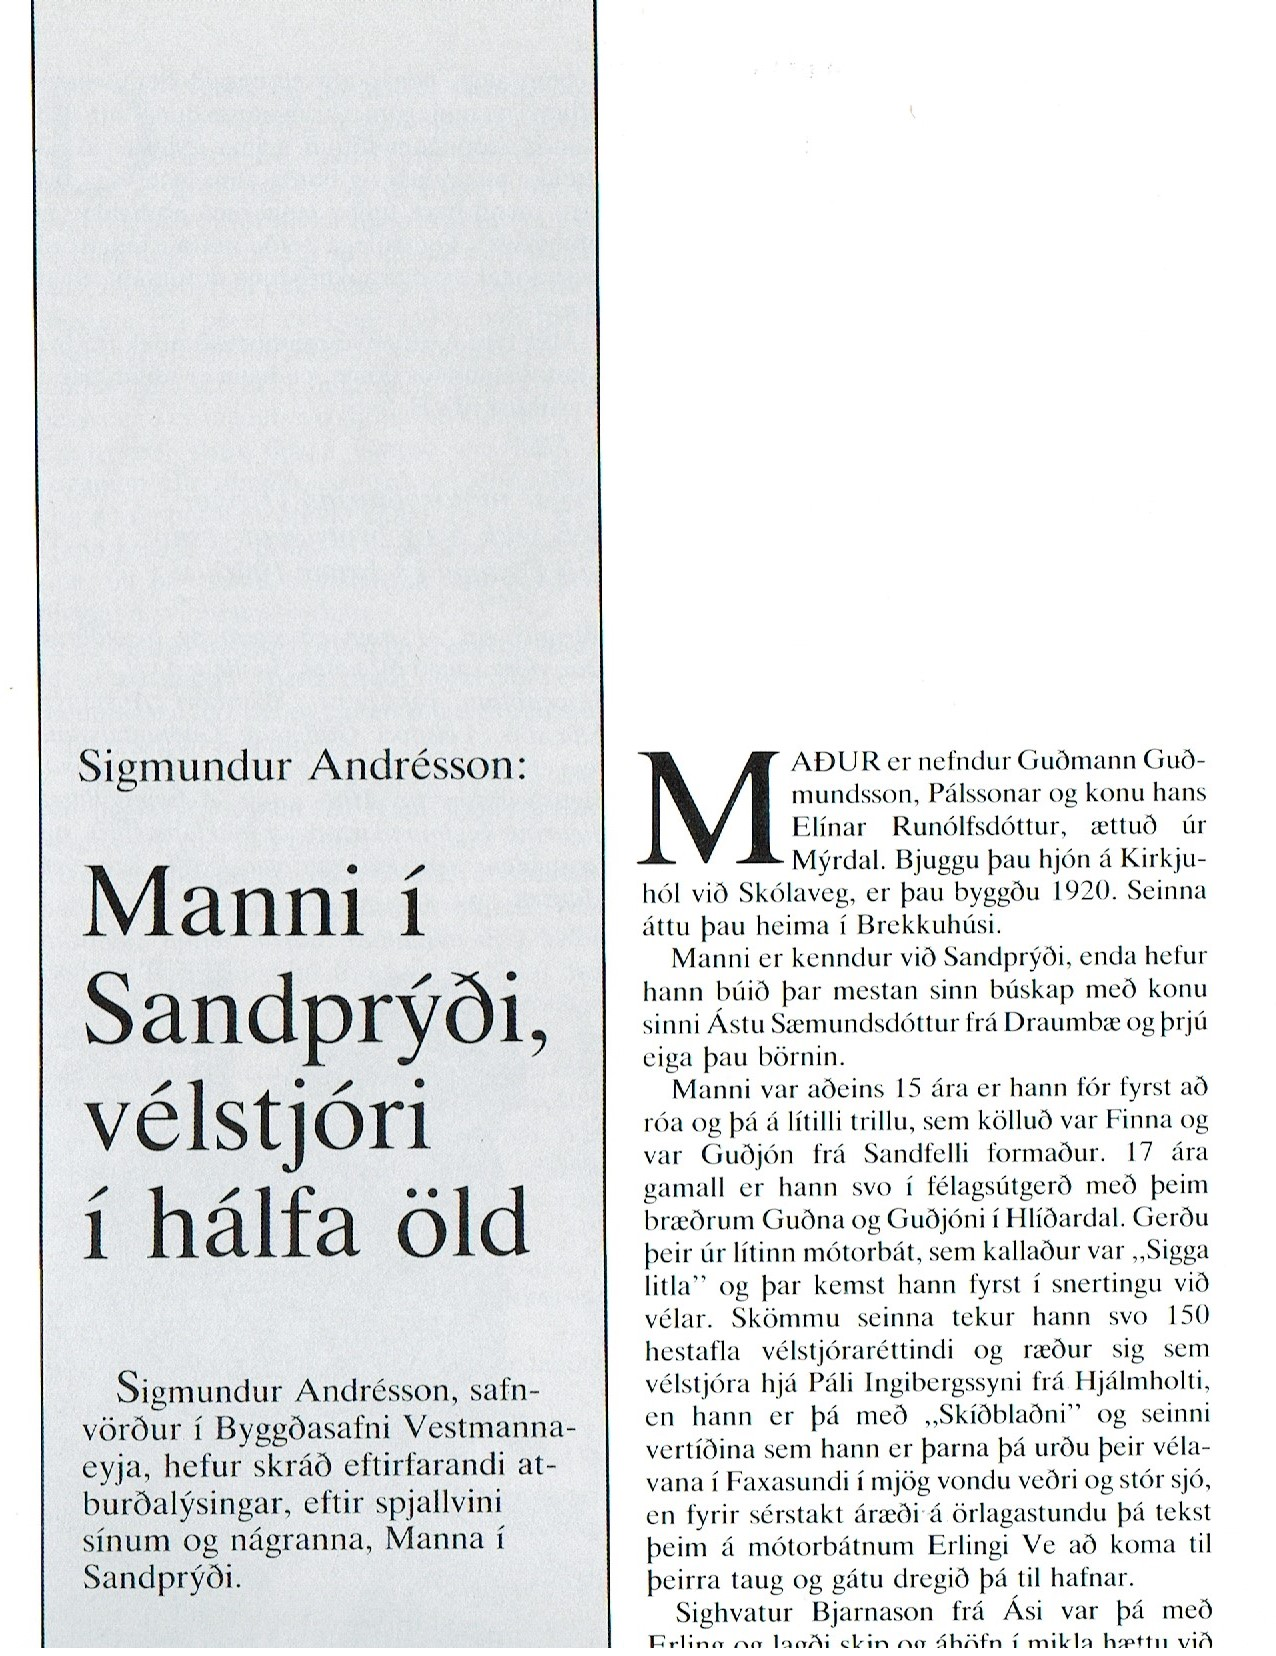 Sigmundur Andrésson:
Manni í
Sandprýði,
vélstjóri
í hálfa öld
Sigmundur Andrésson, safn-
vörður í Byggðasafni Vestmanna-
eyja, hefur skráð eftirfarandi at-
burðalýsingar, eftir spjallvini
sínum og nágranna, Manna í
Sandprýði.
MAÐUR er nefndur Guðmann Guð-
mundsson, Pálssonar og konu hans
Elínar Runólfsdóttur, ættuð úr
Mýrdal. Bjuggu þau hjón á Kirkju-
hól við Skólaveg, er þau byggðu 1920. Seinna
áttu þau heima í Brekkuhúsi.
Manni er kenndur við Sandprýði, enda hefur
hann búið þar mestan sinn búskap með konu
sinni Ástu Sæmundsdóttur frá Draumbæ og þrjú
eiga þau börnin.
Manni var aðeins 15 ára er hann fór fyrst að
róa og þá á lítilli trillu, sem kölluð var Finna og
var Guðjón frá Sandfelli formaður. 17 ára
gamall er hann svo í félagsútgerð með þeim
bræðrum Guðna og Guðjóni í Hlíðardal. Gerðu
þeir úr lítinn mótorbát, sem kallaður var „Sigga
litla” og þar kemst hann fyrst í snertingu við
vélar. Skömmu seinna tekur hann svo 150
hestafla vélstjóraréttindi og ræður sig sem
vélstjóra hjá Páli Ingibergssyni frá Hjálmholti,
en hann er þá með „Skíðblaðni” og seinni
vertíðina sem hann er þarna þá urðu þeir véla-
vana í Faxasundi í mjög vondu veðri og stór sjó,
en fyrir sérstakt áræði á örlagastundu þá tekst
þeim á mótorbátnum Erlingi Ve að koma til
þeirra taug og gátu dregið þá til hafnar.
Sighvatur Bjarnason frá Ási var þá með
Erling og lagði skip og áhöfn í mikla hættu við